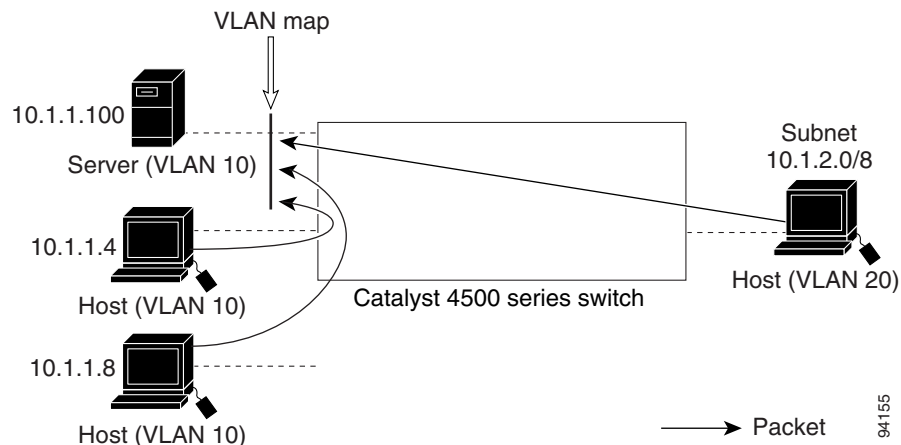 VLAN map
10.1.1.100
Server (VLAN 10)
Subnet
10.1.2.0/8
10.1.1.4
Host (VLAN 10)
Host (VLAN 20)
Catalyst 4500 series switch
10.1.1.8
Host (VLAN 10)
Packet
94155